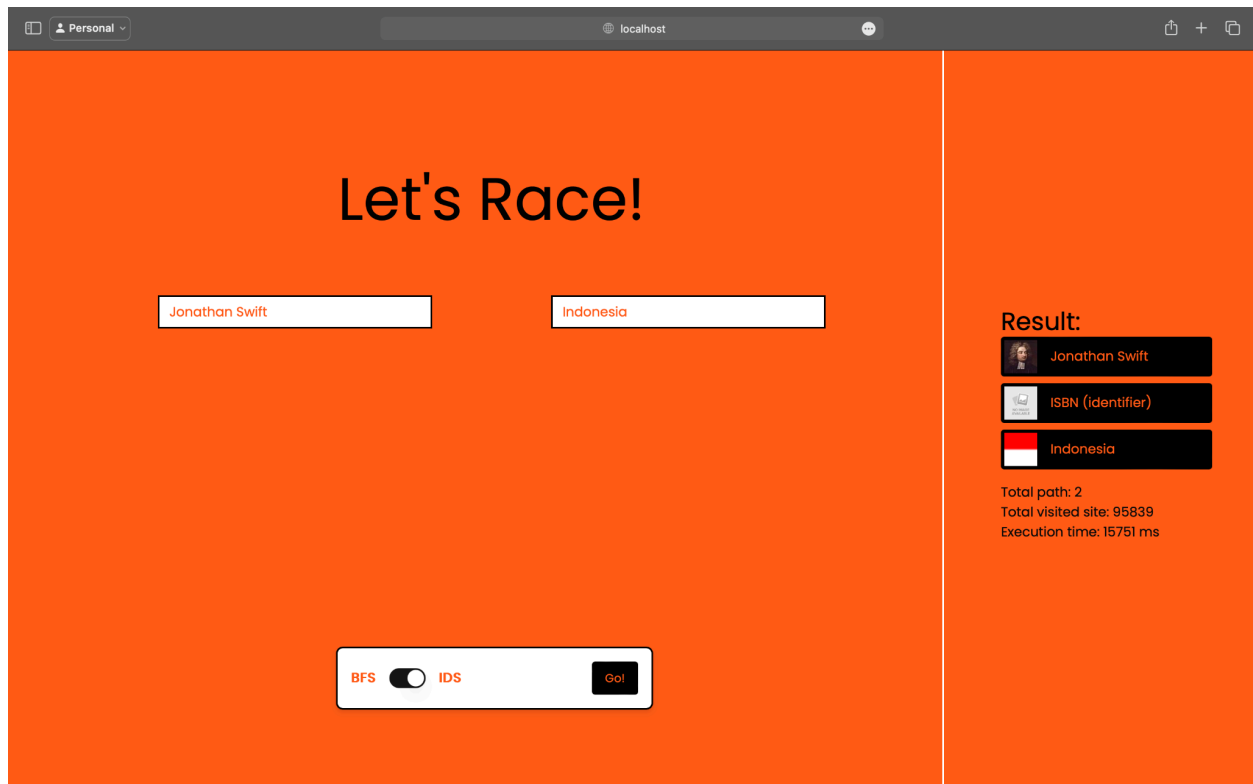 Personal
localhost
Let's Race!
Jonathan Swift
Indonesia
Result:
Jonathan Swift
ISBN (identifier)
Indonesia
Total path: 2
Total visited site: 95839
Execution time: 15751 ms
BFS
IDS
Go!